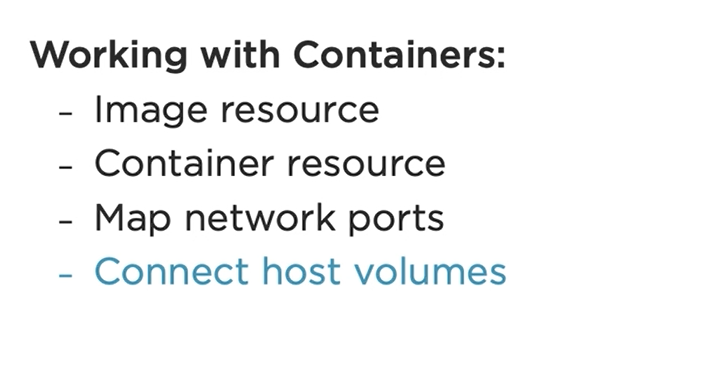 Working with Containers:
- Image resource
- Container resource
- Map network ports
- Connect host volumes